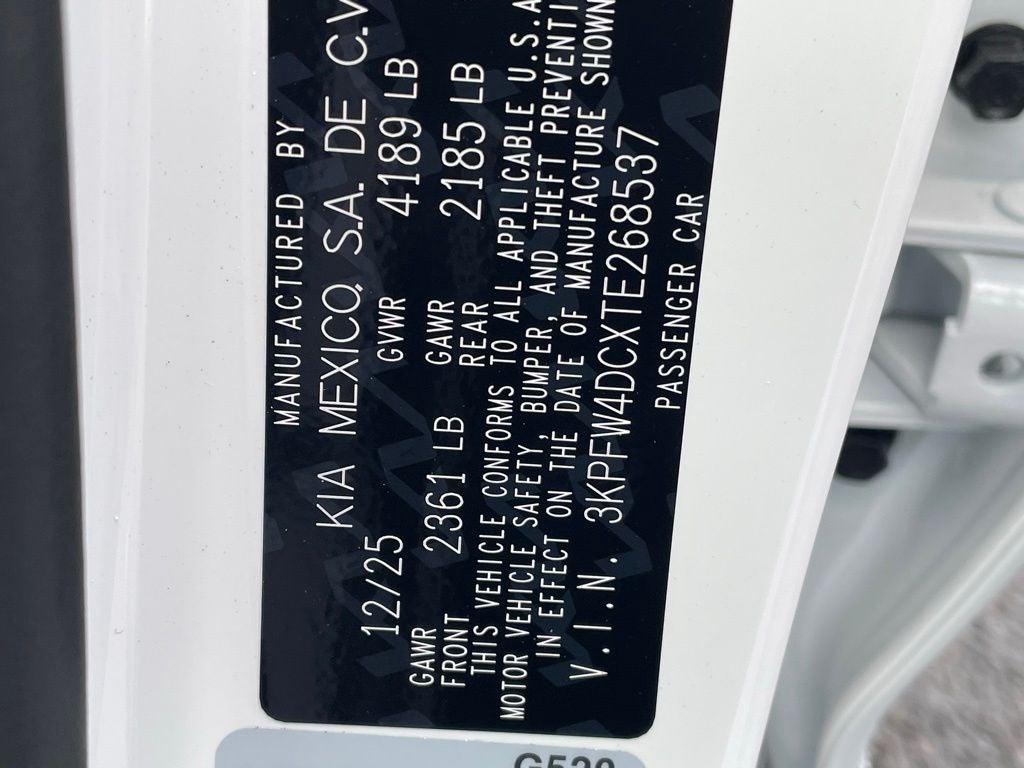 MANUFACTURED BY
KIA MEXICO, S.A. DE C.V
12/25 GVWR 4189 LB
GAWR FRONT 2361 LB GAWR REAR 2185 LB
THIS VEHICLE CONFORMS TO ALL APPLICABLE U.S.A
MOTOR VEHICLE SAFETY, BUMPER, AND THEFT PREVENTI
IN EFFECT ON THE DATE OF MANUFACTURE SHOWN
V.I.N. 3KPFW4DCXTE268537
PASSENGER CAR
G520